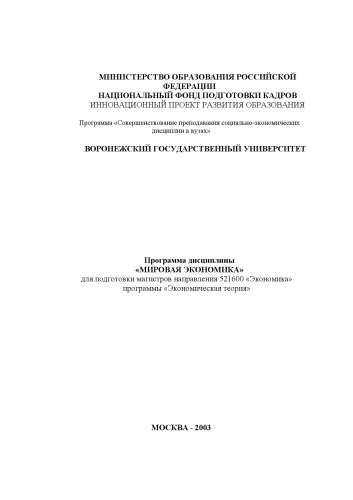 МИНИСТЕРСТВО ОБРАЗОВАНИЯ РОССИЙСКОЙ
ФЕДЕРАЦИИ
НАЦИОНАЛЬНЫЙ ФОНД ПОДГОТОВКИ КАДРОВ
ИННОВАЦИОННЫЙ ПРОЕКТ РАЗВИТИЯ ОБРАЗОВАНИЯ
Программа «Совершенствование преподавания социально-экономических
дисциплин в вузах»
ВОРОНЕЖСКИЙ ГОСУДАРСТВЕННЫЙ УНИВЕРСИТЕТ
Программа дисциплины
«МИРОВАЯ ЭКОНОМИКА»
для подготовки магистров направления 521600 «Экономика»
программы «Экономическая теория»
МОСКВА - 2003